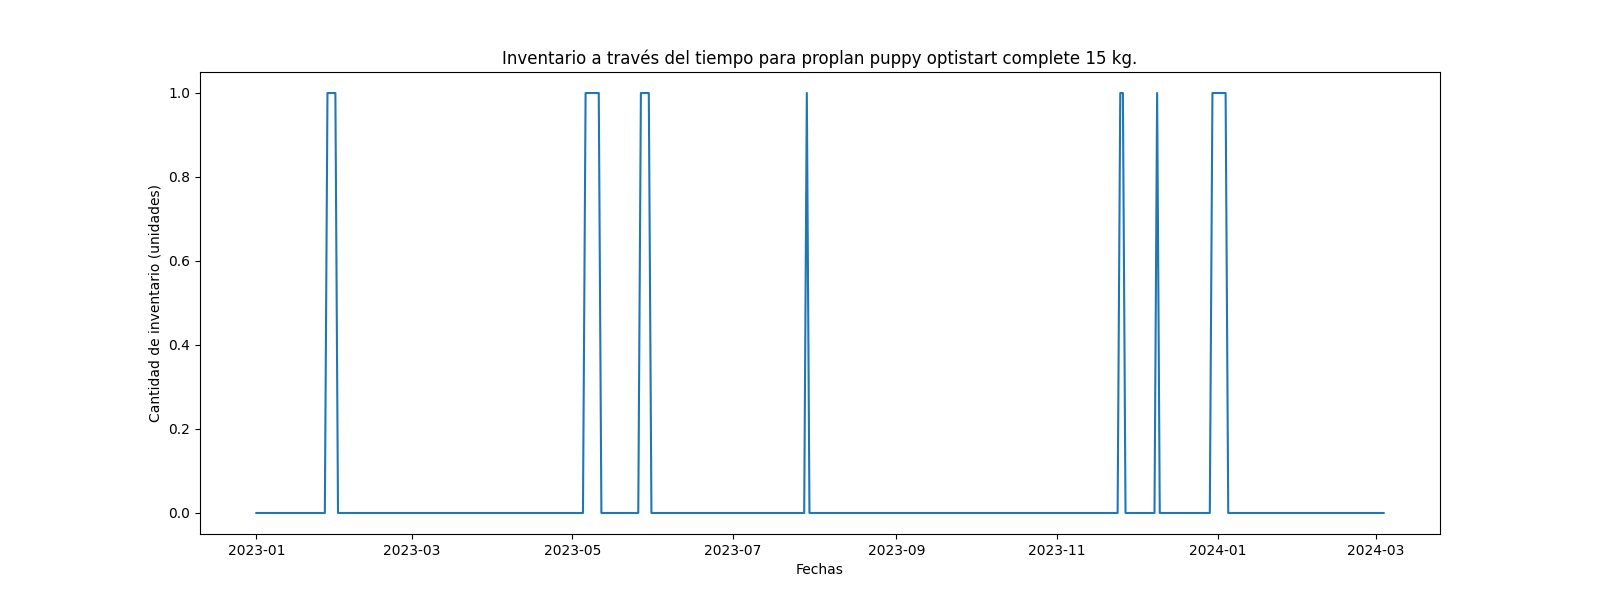 Inventario a través del tiempo para proplan puppy optistart complete 15 kg.
Cantidad de inventario (unidades)
1.0
0.8
0.6
0.4
0.2
0.0
2023-01 2023-03 2023-05 2023-07 2023-09 2023-11 2024-01 2024-03
Fechas